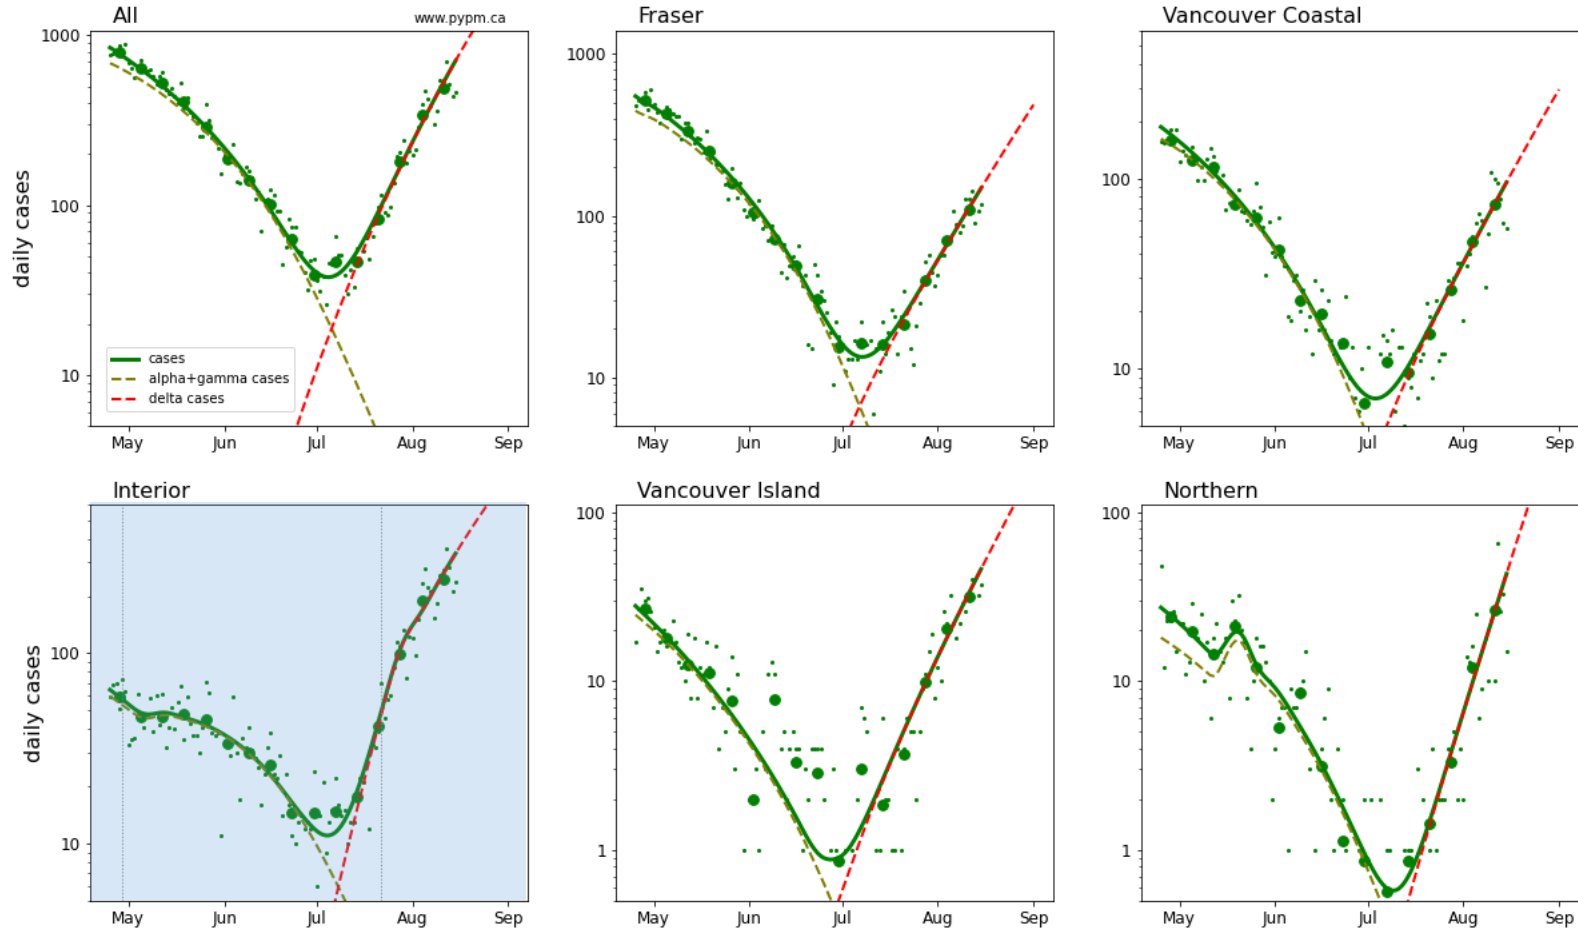 All
www.pypm.ca
Fraser
Vancouver Coastal
daily cases
1000
100
10
cases
alpha+gamma cases
delta cases
May Jun Jul Aug Sep
1000
100
10
May Jun Jul Aug Sep
100
10
May Jun Jul Aug Sep
Interior
Vancouver Island
Northern
daily cases
100
10
May Jun Jul Aug Sep
100
10
1
May Jun Jul Aug Sep
100
10
1
May Jun Jul Aug Sep